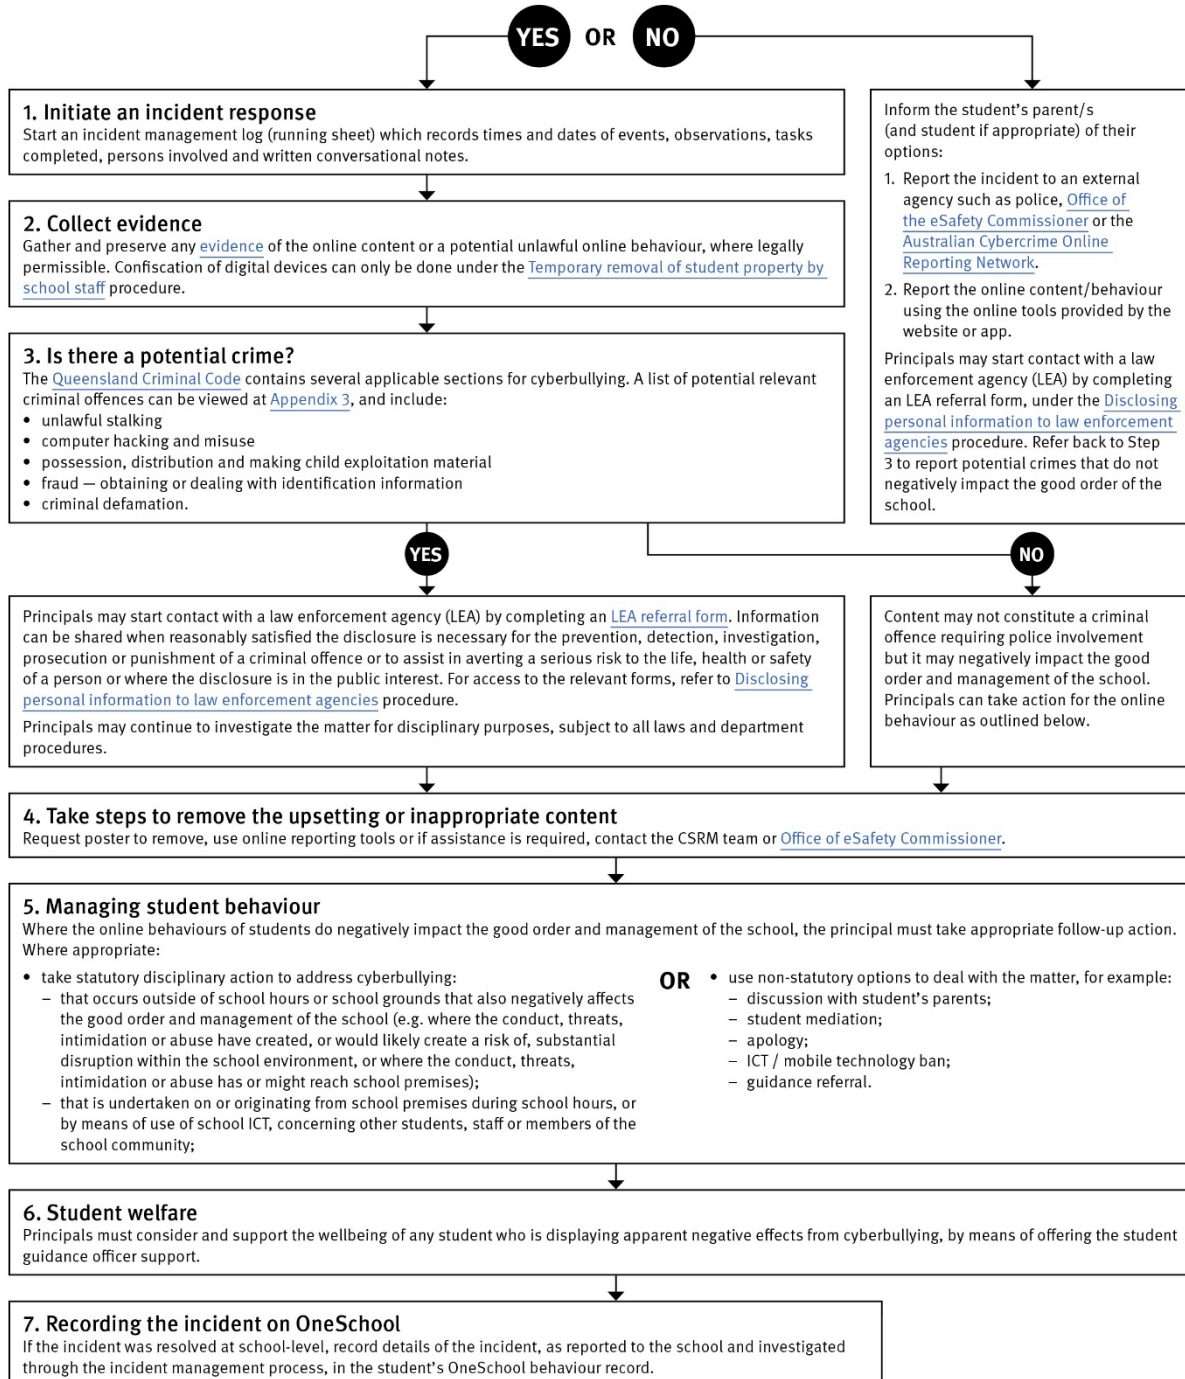 YES OR NO
1. Initiate an incident response
Start an incident management log (running sheet) which records times and dates of events, observations, tasks
completed, persons involved and written conversational notes.
2. Collect evidence
Gather and preserve any evidence of the online content or a potential unlawful online behaviour, where legally
permissible. Confiscation of digital devices can only be done under the Temporary removal of student property by
school staff procedure.
3. Is there a potential crime?
The Queensland Criminal Code contains several applicable sections for cyberbullying. A list of potential relevant
criminal offences can be viewed at Appendix 3, and include:
• unlawful stalking
• computer hacking and misuse
• possession, distribution and making child exploitation material
• fraud — obtaining or dealing with identification information
• criminal defamation.
Inform the student's parent/s
(and student if appropriate) of their
options:
1. Report the incident to an external
agency such as police, Office of
the eSafety Commissioner or the
Australian Cybercrime Online
Reporting Network.
2. Report the online content/behaviour
using the online tools provided by the
website or app.
Principals may start contact with a law
enforcement agency (LEA) by completing
an LEA referral form, under the Disclosing
personal information to law enforcement
agencies procedure. Refer back to Step
3 to report potential crimes that do not
negatively impact the good order of the
school.
YES
NO
Principals may start contact with a law enforcement agency (LEA) by completing an LEA referral form. Information
can be shared when reasonably satisfied the disclosure is necessary for the prevention, detection, investigation,
prosecution or punishment of a criminal offence or to assist in averting a serious risk to the life, health or safety
of a person or where the disclosure is in the public interest. For access to the relevant forms, refer to Disclosing
personal information to law enforcement agencies procedure.
Principals may continue to investigate the matter for disciplinary purposes, subject to all laws and department
procedures.
Content may not constitute a criminal
offence requiring police involvement
but it may negatively impact the good
order and management of the school.
Principals can take action for the online
behaviour as outlined below.
4. Take steps to remove the upsetting or inappropriate content
Request poster to remove, use online reporting tools or if assistance is required, contact the CSRM team or Office of eSafety Commissioner.
5. Managing student behaviour
Where the online behaviours of students do negatively impact the good order and management of the school, the principal must take appropriate follow-up action.
Where appropriate:
• take statutory disciplinary action to address cyberbullying:
– that occurs outside of school hours or school grounds that also negatively affects
the good order and management of the school (e.g. where the conduct, threats,
intimidation or abuse have created, or would likely create a risk of, substantial
disruption within the school environment, or where the conduct, threats,
intimidation or abuse has or might reach school premises);
– that is undertaken on or originating from school premises during school hours, or
by means of use of school ICT, concerning other students, staff or members of the
school community;
OR
• use non-statutory options to deal with the matter, for example:
– discussion with student's parents;
– student mediation;
– apology;
– ICT / mobile technology ban;
– guidance referral.
6. Student welfare
Principals must consider and support the wellbeing of any student who is displaying apparent negative effects from cyberbullying, by means of offering the student
guidance officer support.
7. Recording the incident on OneSchool
If the incident was resolved at school-level, record details of the incident, as reported to the school and investigated
through the incident management process, in the student's OneSchool behaviour record.